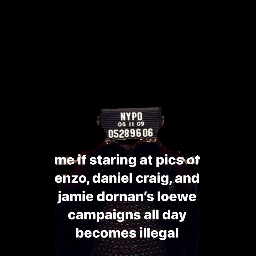 NYPD
05 11 09
05289606
me if staring at pics of
enzo, daniel craig, and
jamie dornan's loewe
campaigns all day
becomes illegal